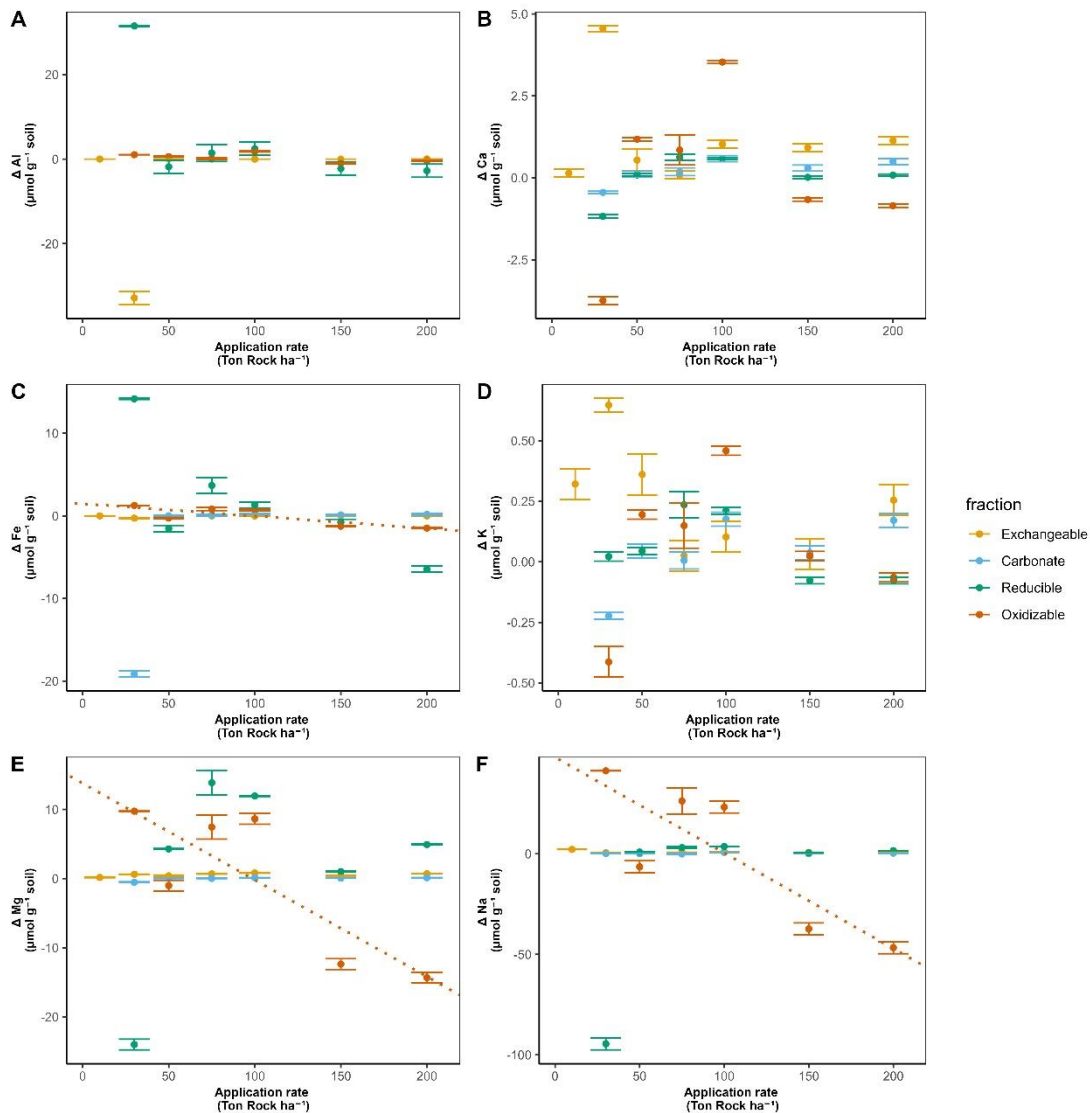 A
Δ Al
(μmol g⁻¹ soil)
20
0
-20
0 50 100 150 200
Application rate
(Ton Rock ha⁻¹)
B
Δ Ca
(μmol g⁻¹ soil)
5.0
2.5
0.0
-2.5
0 50 100 150 200
Application rate
(Ton Rock ha⁻¹)
C
Δ Fe
(μmol g⁻¹ soil)
10
0
-10
-20
0 50 100 150 200
Application rate
(Ton Rock ha⁻¹)
D
Δ K
(μmol g⁻¹ soil)
0.50
0.25
0.00
-0.25
-0.50
0 50 100 150 200
Application rate
(Ton Rock ha⁻¹)
fraction
Exchangeable
Carbonate
Reducible
Oxidizable
E
Δ Mg
(μmol g⁻¹ soil)
10
0
-10
-20
0 50 100 150 200
Application rate
(Ton Rock ha⁻¹)
F
Δ Na
(μmol g⁻¹ soil)
0
-50
-100
0 50 100 150 200
Application rate
(Ton Rock ha⁻¹)